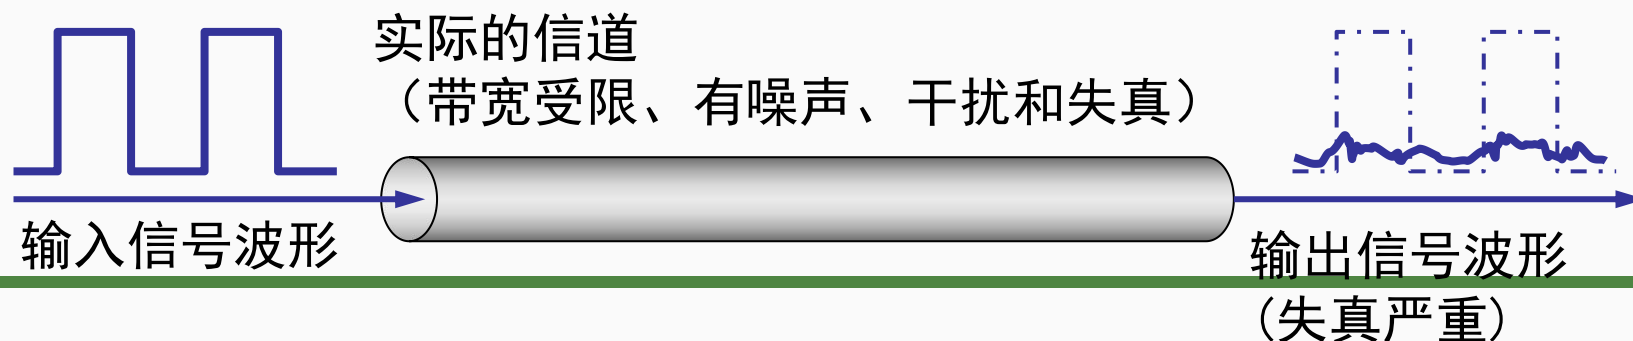 实际的信道
（带宽受限、有噪声、干扰和失真）
输入信号波形
输出信号波形
（失真严重）